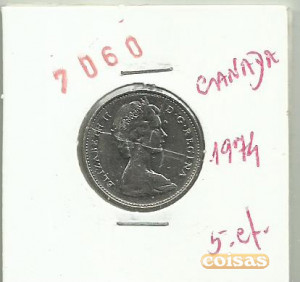 7060
CANADA
ELIZABETH II D·G·REGINA
1974
5. ct.
coisas